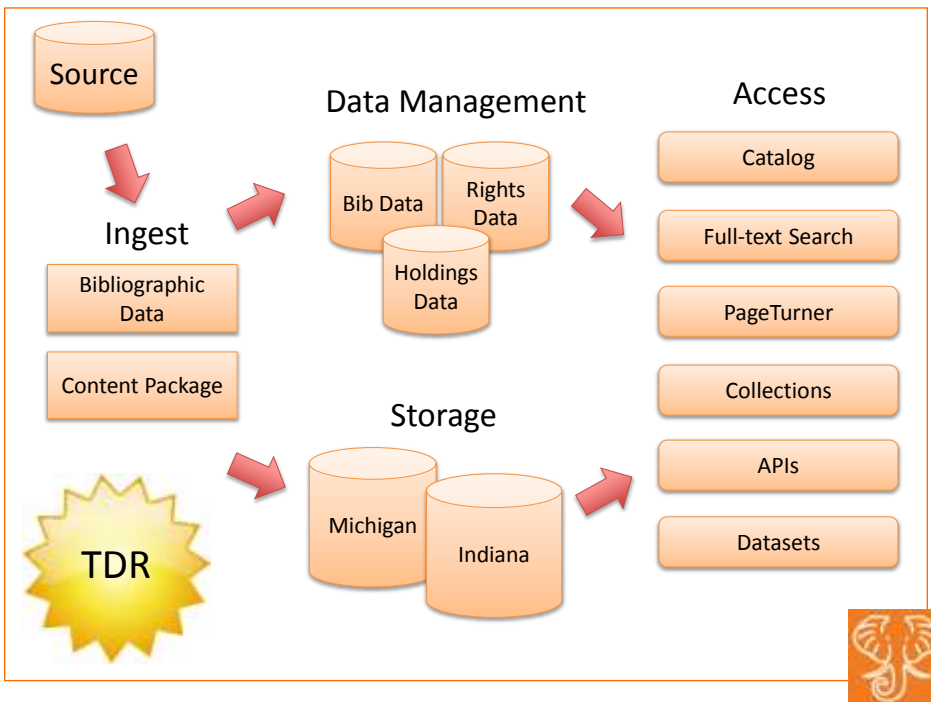 Source
Ingest
Bibliographic
Data
Content Package
TDR
Data Management
Bib Data
Rights
Data
Holdings
Data
Storage
Michigan
Indiana
Access
Catalog
Full-text Search
PageTurner
Collections
APIs
Datasets